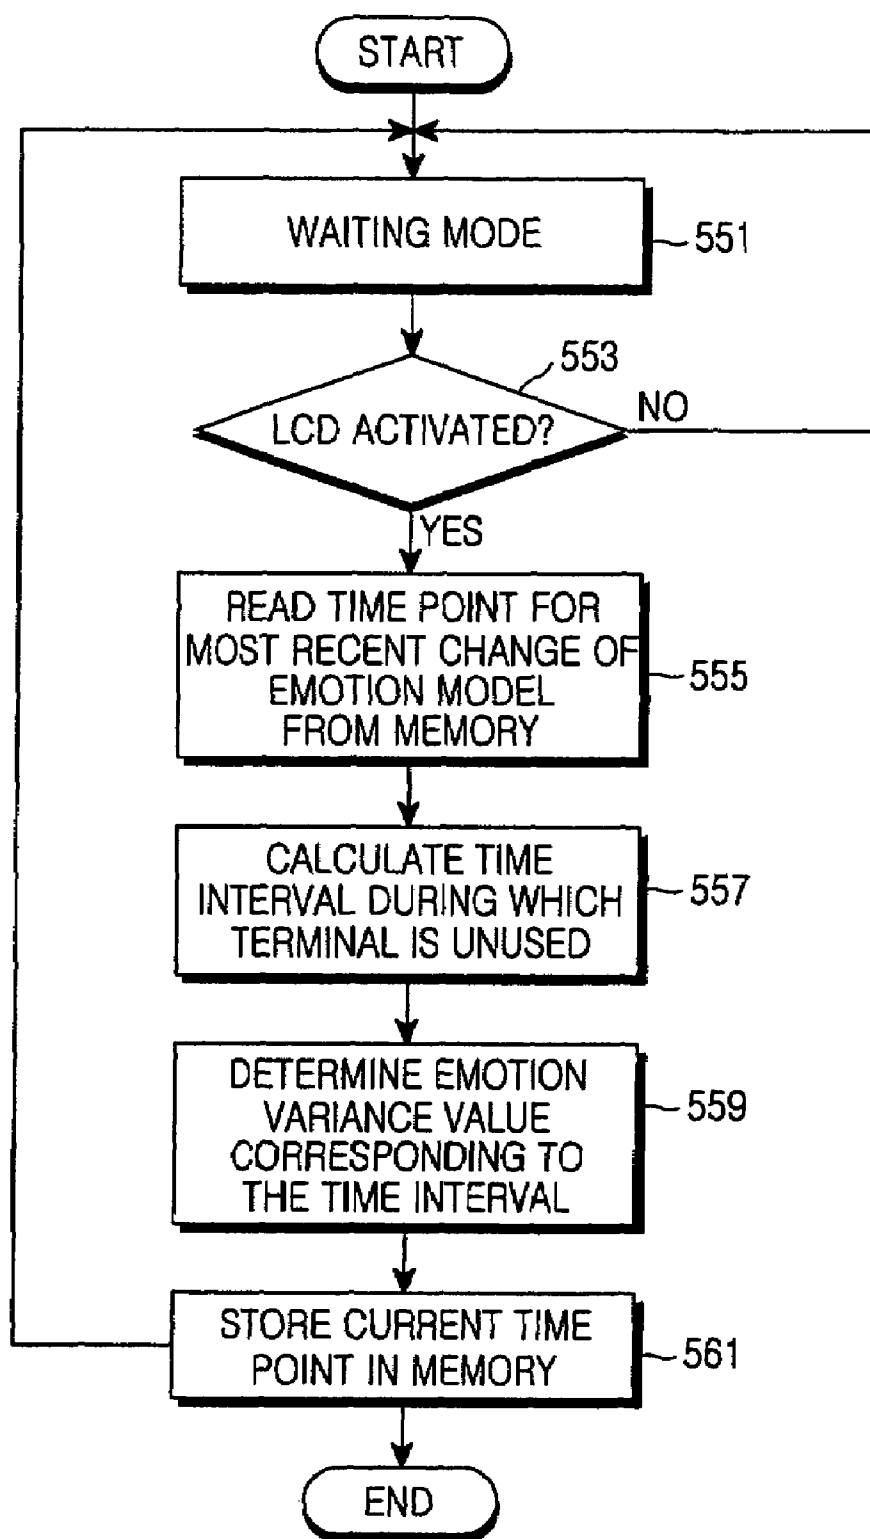 START
WAITING MODE
551
553
LCD ACTIVATED?
NO
YES
READ TIME POINT FOR
MOST RECENT CHANGE OF
EMOTION MODEL
FROM MEMORY
555
CALCULATE TIME
INTERVAL DURING WHICH
TERMINAL IS UNUSED
557
DETERMINE EMOTION
VARIANCE VALUE
CORRESPONDING TO
THE TIME INTERVAL
559
STORE CURRENT TIME
POINT IN MEMORY
561
END